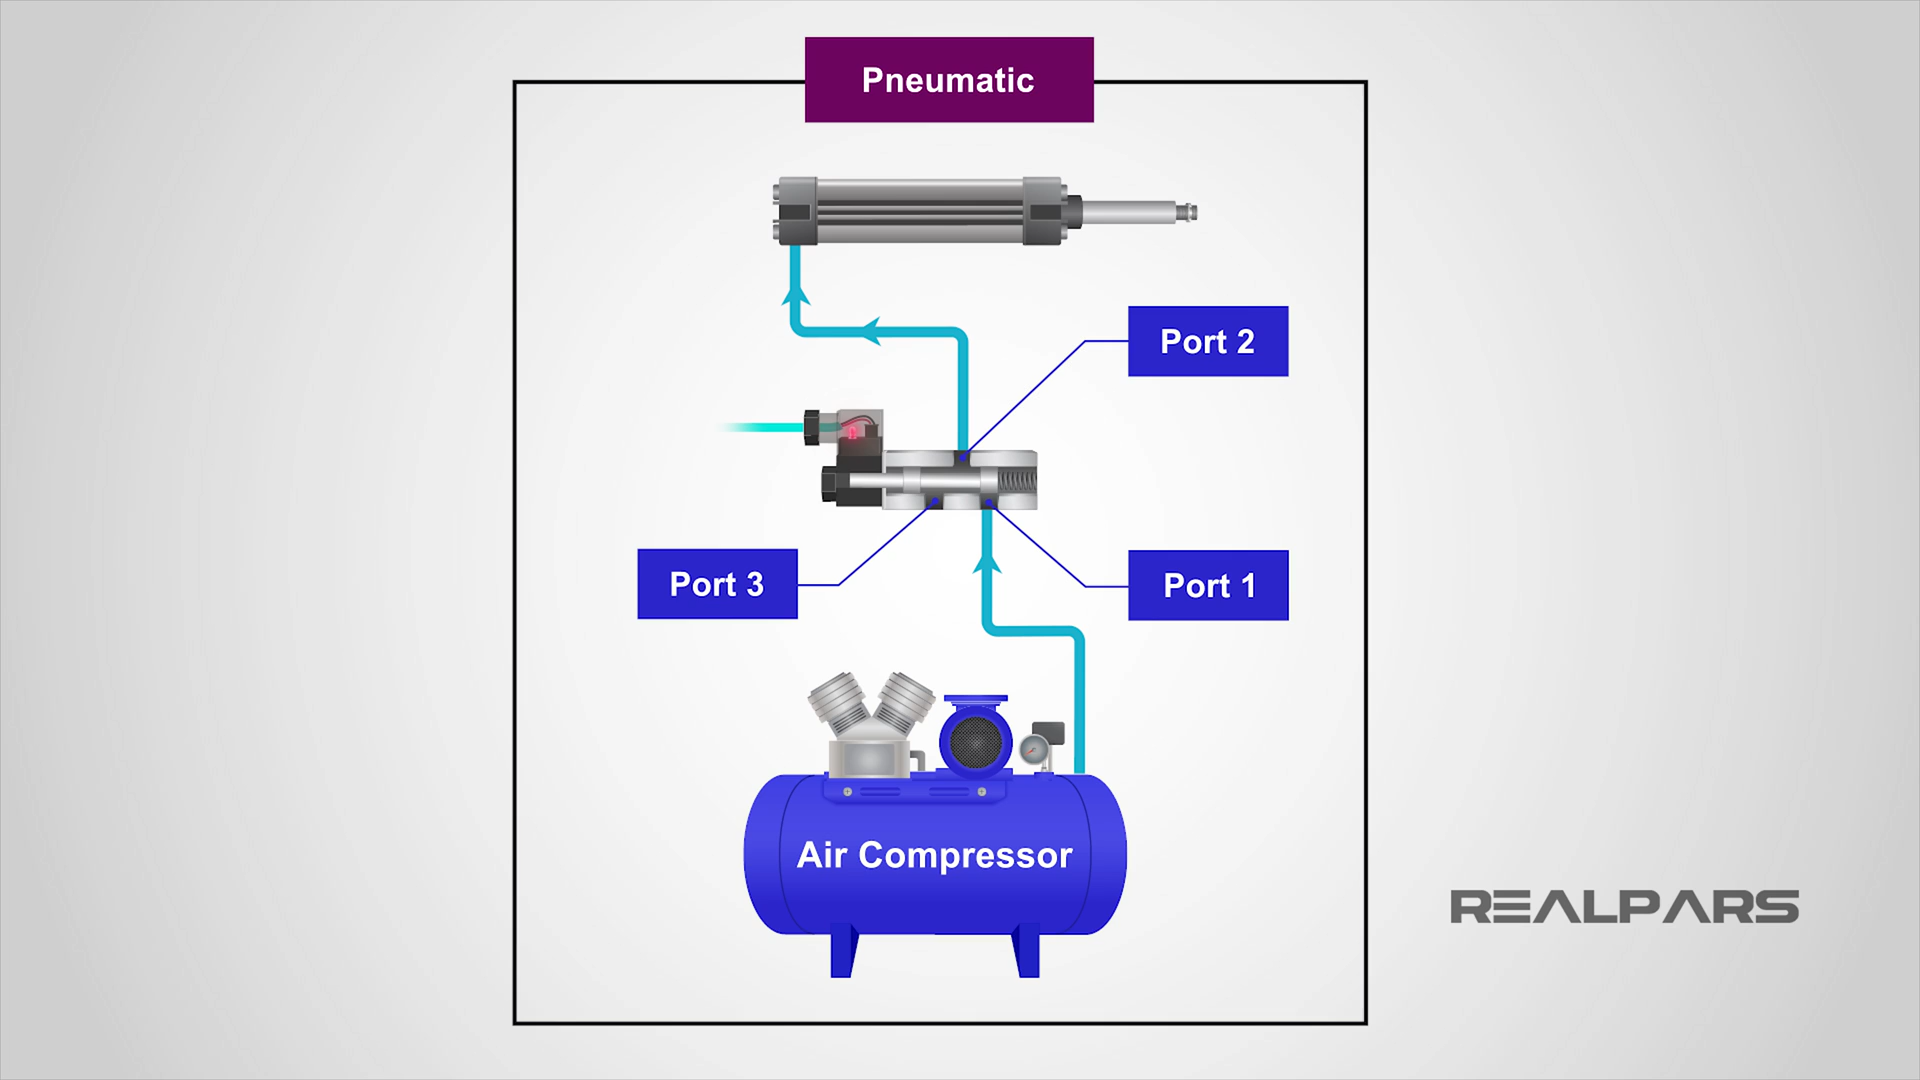 Pneumatic
Port 2
Port 3
Port 1
Air Compressor
REALPARS